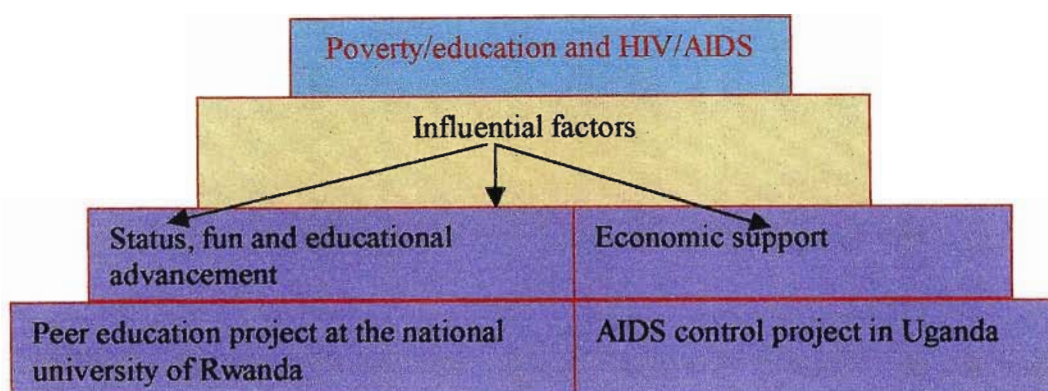 Poverty/education and HIV/AIDS
Influential factors
Status, fun and educational
advancement
Economic support
Peer education project at the national
university of Rwanda
AIDS control project in Uganda